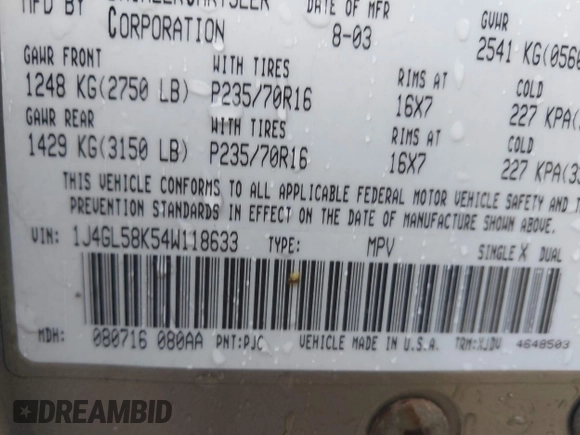 MFD BY
DATE OF MFR GVWR
CORPORATION 8-03 2541 KG(0560
GAWR FRONT WITH TIRES RIMS AT COLD
1248 KG(2750 LB) P235/70R16 16X7 227 KPA(
GAWR REAR WITH TIRES RIMS AT COLD
1429 KG(3150 LB) P235/70R16 16X7 227 KPA(33
THIS VEHICLE CONFORMS TO ALL APPLICABLE FEDERAL MOTOR VEHICLE SAFETY AND T
PREVENTION STANDARDS IN EFFECT ON THE DATE OF MANUFACTURE SHOWN ABOVE.
VIN: 1J4GL58K54W118633 TYPE: MPV SINGLE X DUAL
MDH: 080716 080AA PNT:PJC VEHICLE MADE IN U.S.A. TRM:XJDV 4648503
DREAMBID